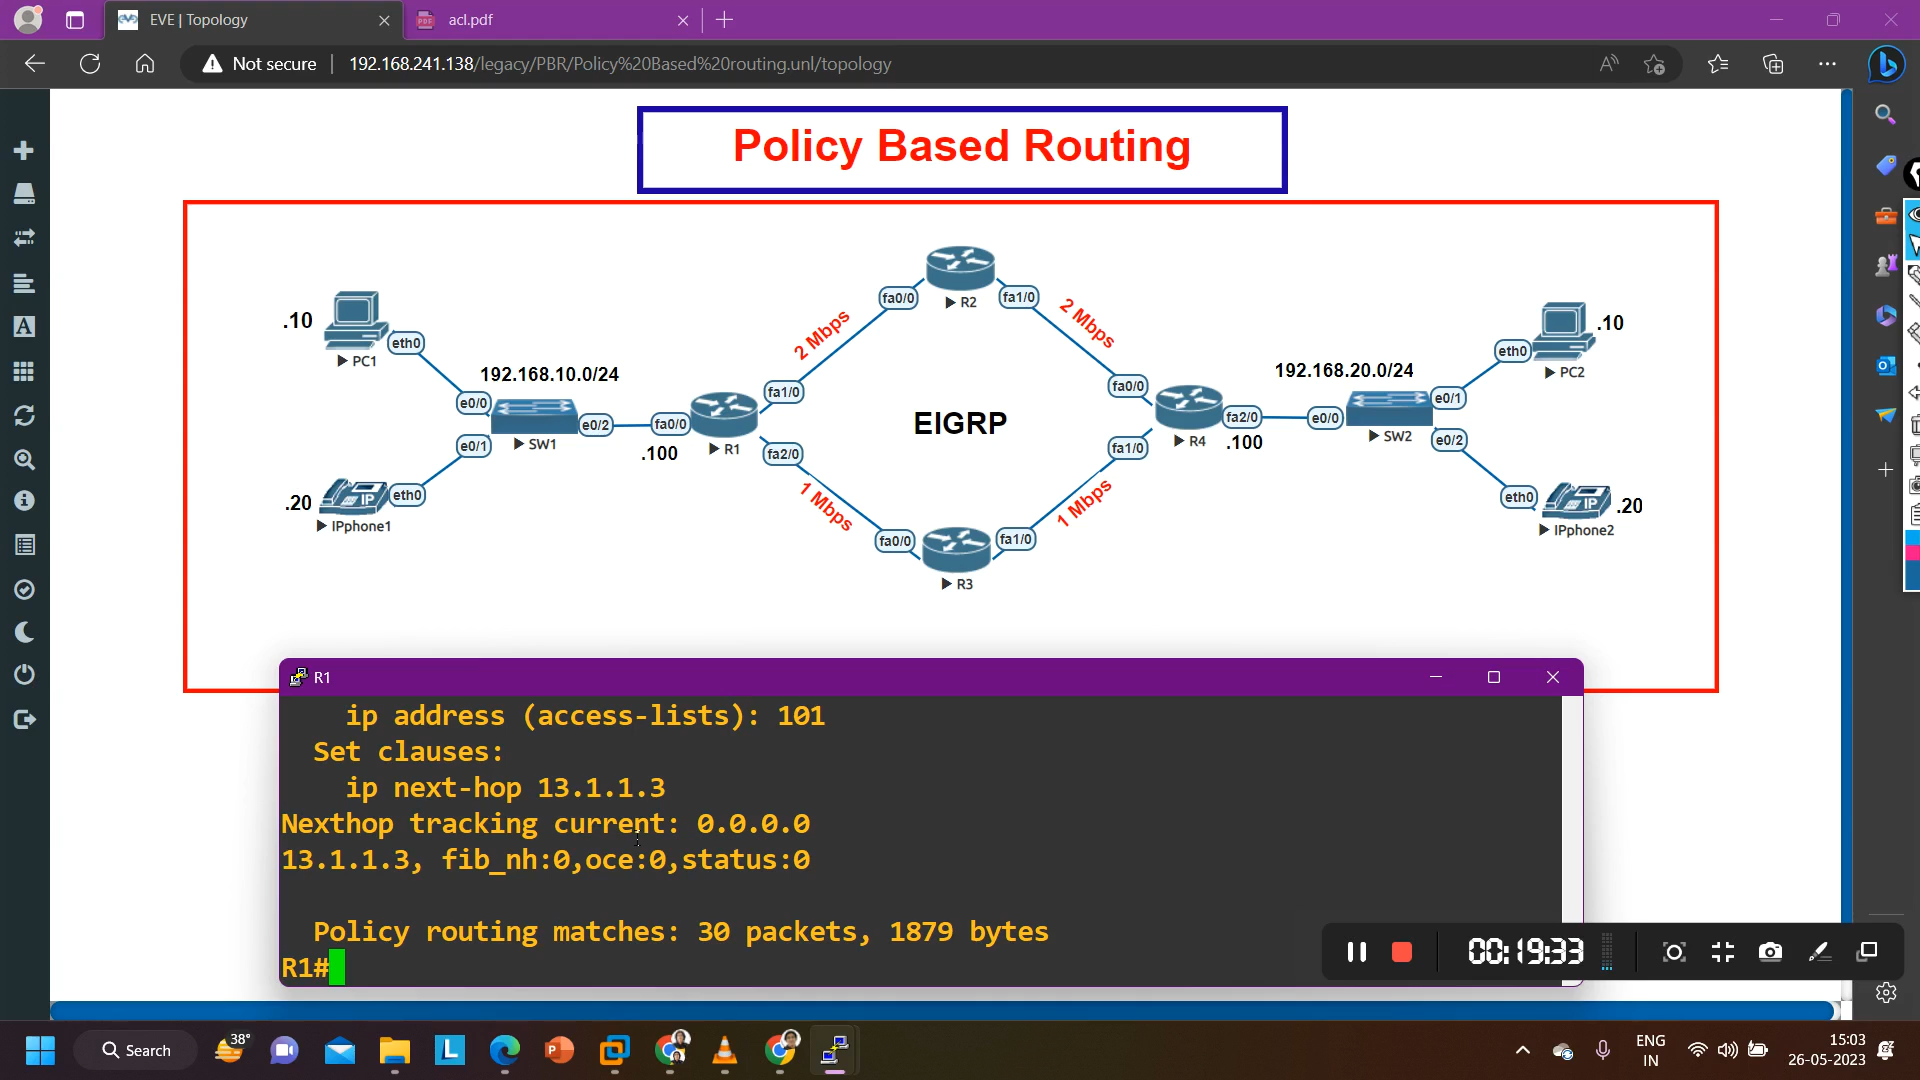 EVE | Topology
acl.pdf
Not secure
192.168.241.138/legacy/PBR/Policy%20Based%20routing.unl/topology
Policy Based Routing
R2
fa0/0
fa1/0
2 Mbps
2 Mbps
.10
PC1
eth0
192.168.10.0/24
e0/0
SW1
e0/1
e0/2
.20
IPphone1
IP
eth0
fa0/0
.100
R1
fa1/0
fa2/0
EIGRP
1 Mbps
1 Mbps
fa0/0
fa1/0
R3
fa0/0
fa1/0
R4
fa2/0
.100
192.168.20.0/24
e0/0
SW2
e0/1
e0/2
eth0
PC2
.10
eth0
IP
IPphone2
.20
R1
ip address (access-lists): 101
Set clauses:
ip next-hop 13.1.1.3
Nexthop tracking current: 0.0.0.0
13.1.1.3, fib_nh:0,oce:0,status:0
Policy routing matches: 30 packets, 1879 bytes
R1#
00:19:33
Search
38°
ENG
IN
15:03
26-05-2023